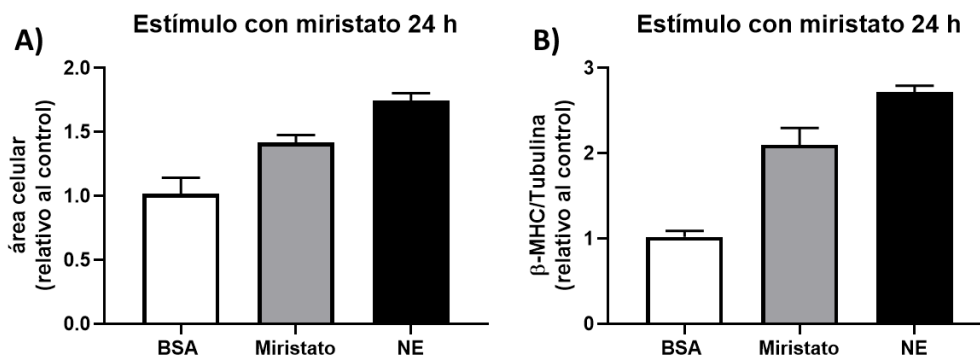 A)
Estímulo con miristato 24 h
área celular
(relativo al control)
2.0
1.5
1.0
0.5
0.0
BSA Miristato NE
B)
Estímulo con miristato 24 h
β-MHC/Tubulina
(relativo al control)
3
2
1
0
BSA Miristato NE